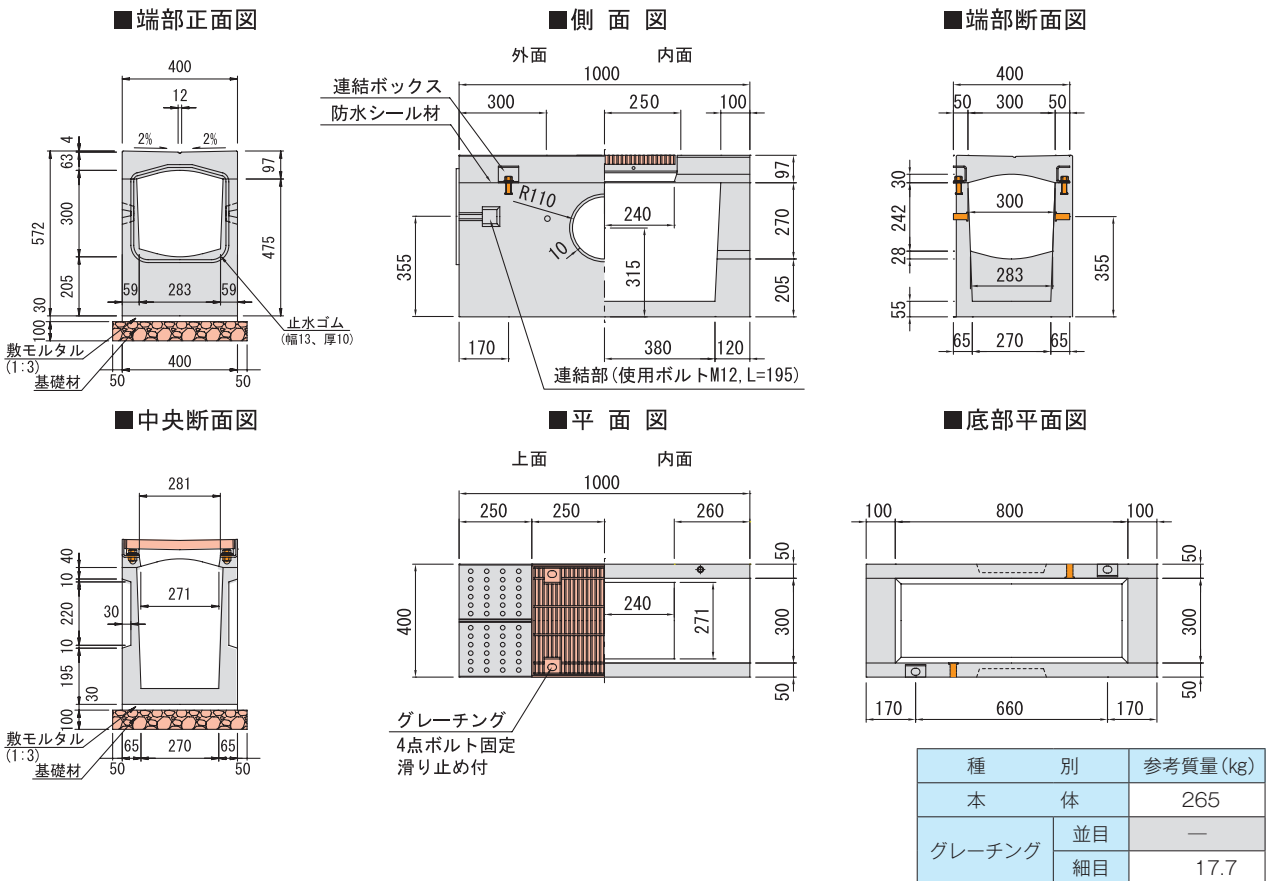 ■端部正面図
400
12
2% 2%
4
63
300
572
205
30
100
97
475
59 283 59
止水ゴム
(幅13、厚10)
敷モルタル
(1:3)
基礎材
50 400 50
■側 面 図
外面 内面
1000
連結ボックス
防水シール材
300 250 100
97
270
205
R110
10
240
315
355
170 380 120
連結部(使用ボルトM12,L=195)
■端部断面図
400
50 300 50
30
242
28
55
300
283
355
65 270 65
■中央断面図
281
40
10
220
10
195
30
100
30
271
敷モルタル
(1:3)
基礎材
65 270 65
50 50
■平 面 図
上面 内面
1000
250 250 260
400
240
271
50
300
50
グレーチング
4点ボルト固定
滑り止め付
■底部平面図
100 800 100
50
300
50
170 660 170
種 別 参考質量(kg)
本 体 265
グレーチング 並目 —
細目 17.7